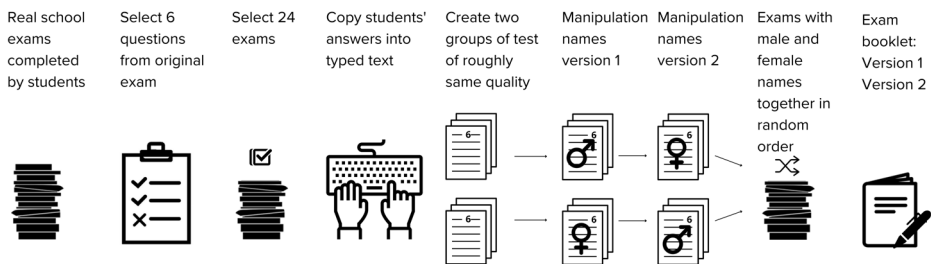 Real school
exams
completed
by students
Select 6
questions
from original
exam
Select 24
exams
Copy students'
answers into
typed text
Create two
groups of test
of roughly
same quality
Manipulation
names
version 1
Manipulation
names
version 2
Exams with
male and
female
names
together in
random
order
Exam
booklet:
Version 1
Version 2
6
6
6
6
6
6